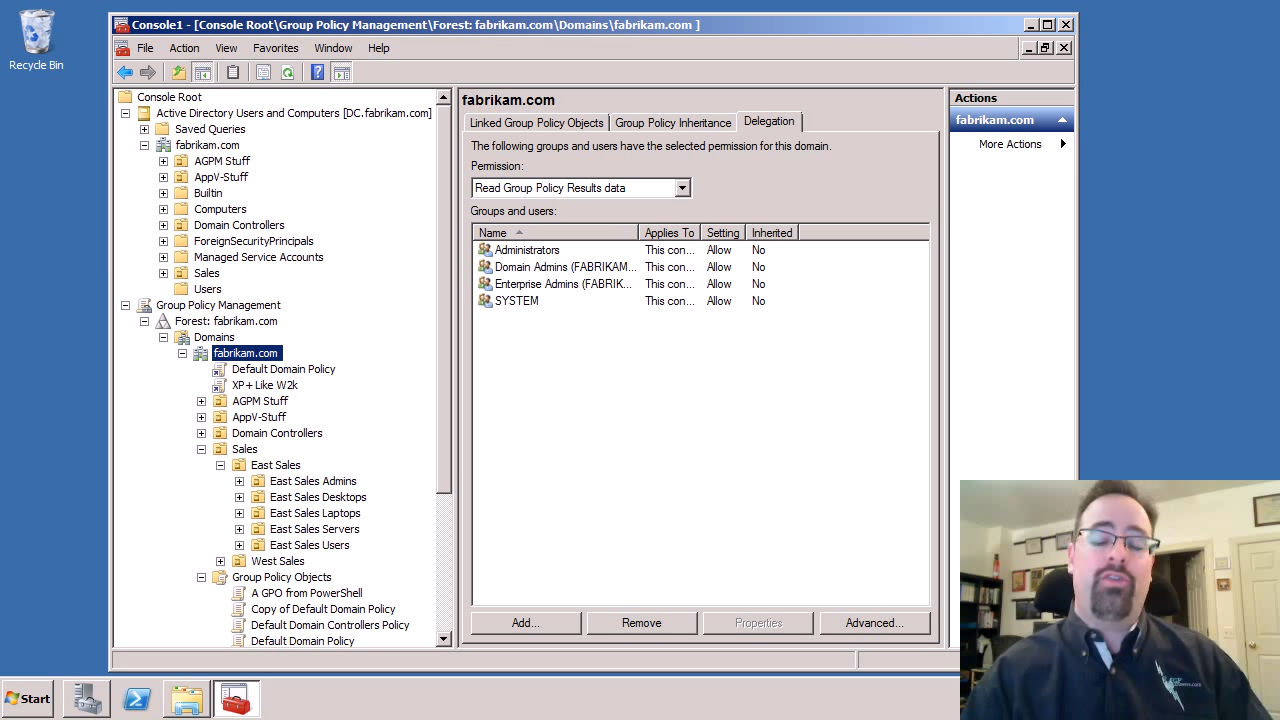 Recycle Bin
Console1 - [Console Root\Group Policy Management\Forest: fabrikam.com\Domains\fabrikam.com ]
File Action View Favorites Window Help
Console Root
Active Directory Users and Computers [DC.fabrikam.com]
Saved Queries
fabrikam.com
AGPM Stuff
AppV-Stuff
Builtin
Computers
Domain Controllers
ForeignSecurityPrincipals
Managed Service Accounts
Sales
Users
Group Policy Management
Forest: fabrikam.com
Domains
fabrikam.com
Default Domain Policy
XP+Like W2k
AGPM Stuff
AppV-Stuff
Domain Controllers
Sales
East Sales
East Sales Admins
East Sales Desktops
East Sales Laptops
East Sales Servers
East Sales Users
West Sales
Group Policy Objects
A GPO from PowerShell
Copy of Default Domain Policy
Default Domain Controllers Policy
Default Domain Policy
fabrikam.com
Linked Group Policy Objects Group Policy Inheritance Delegation
The following groups and users have the selected permission for this domain.
Permission:
Read Group Policy Results data
Groups and users:
Name Applies To Setting Inherited
Administrators This con... Allow No
Domain Admins (FABRIKAM... This con... Allow No
Enterprise Admins (FABRIK... This con... Allow No
SYSTEM This con... Allow No
Add... Remove Properties Advanced...
Actions
fabrikam.com
More Actions
Start